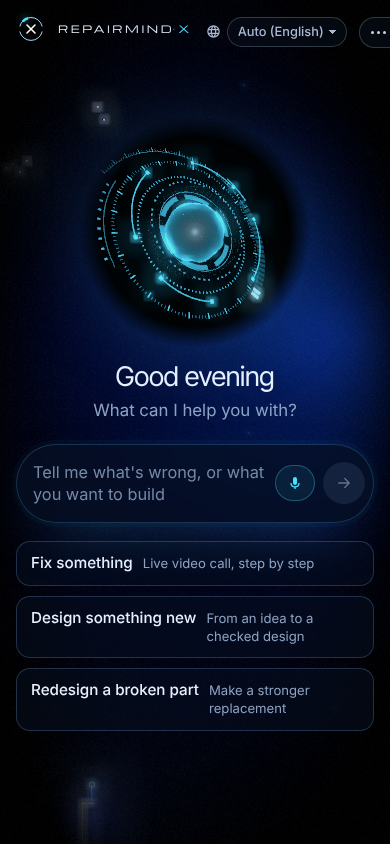 REPAIRMIND·X
Auto (English)
Good evening
What can I help you with?
Tell me what's wrong, or what
you want to build
Fix something Live video call, step by step
Design something new From an idea to a
checked design
Redesign a broken part Make a stronger
replacement